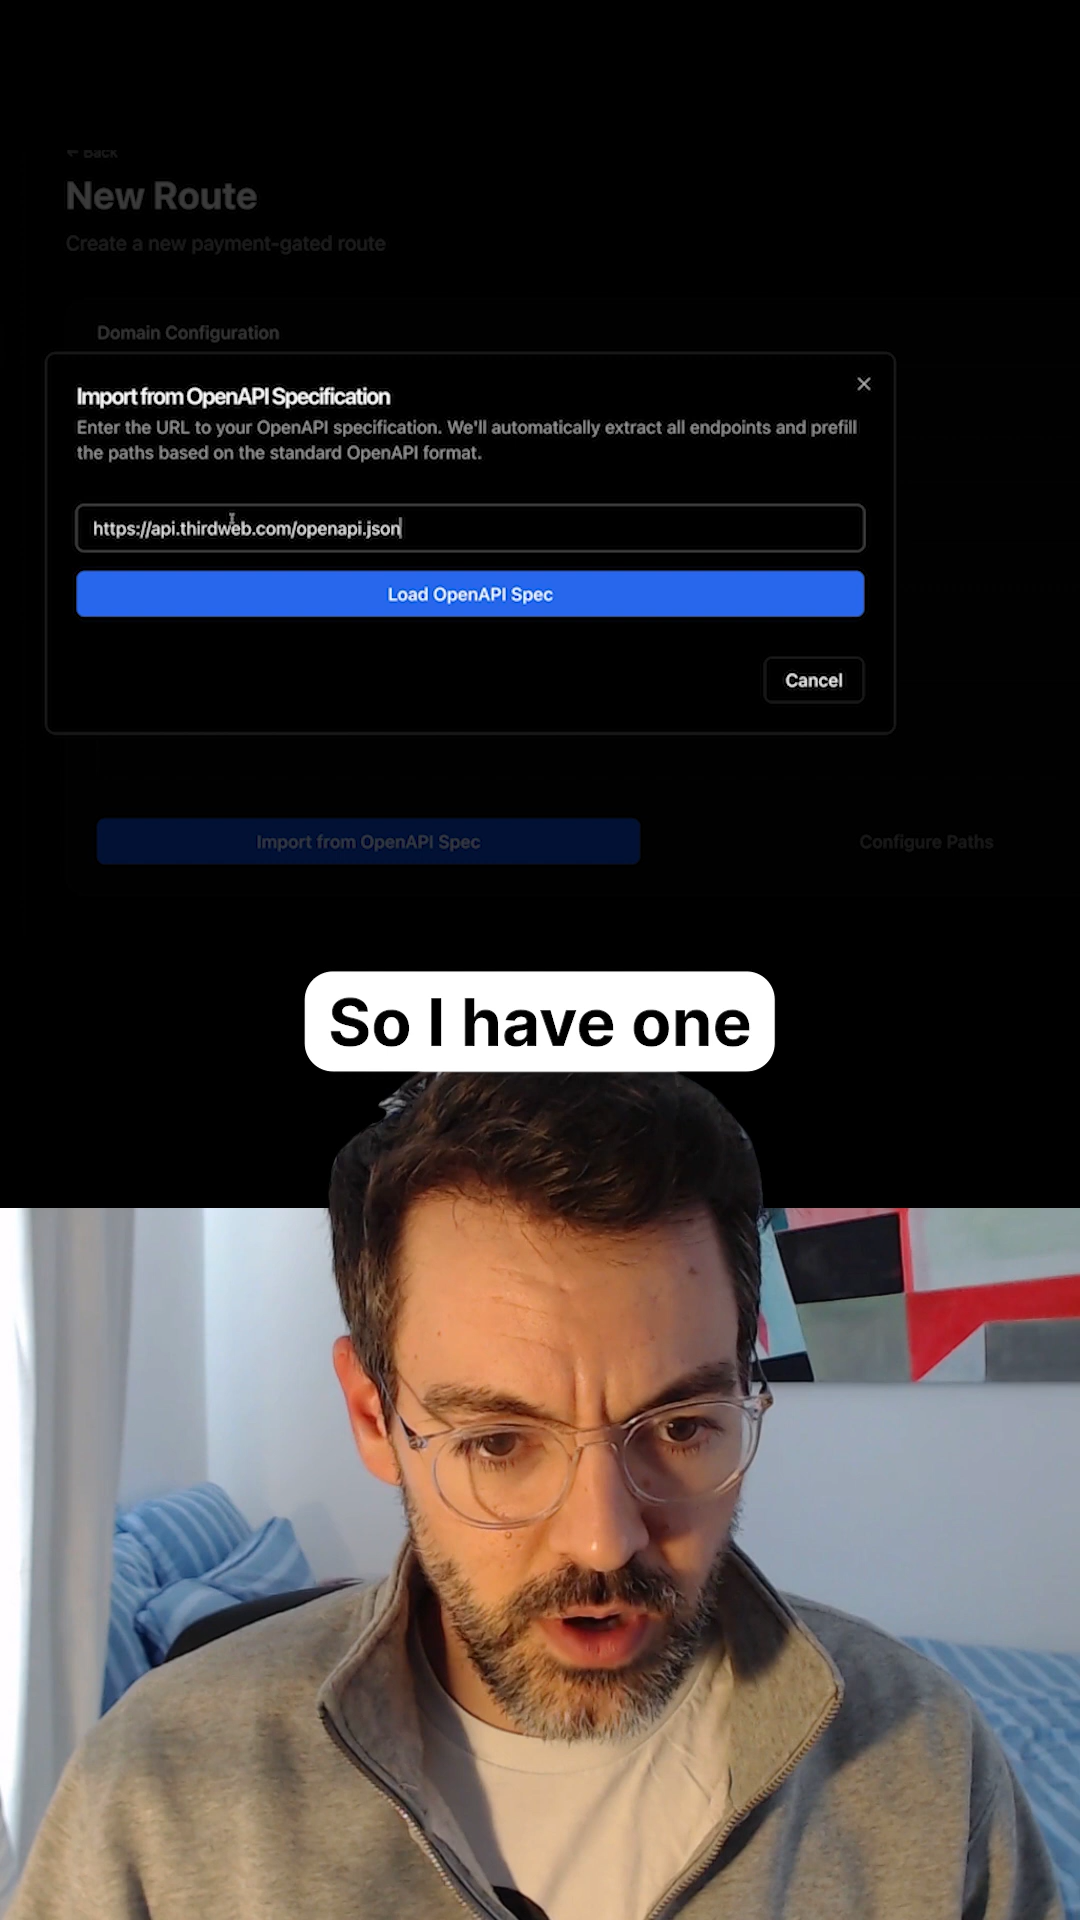 ← Back
New Route
Create a new payment-gated route
Domain Configuration
Import from OpenAPI Specification
Enter the URL to your OpenAPI specification. We'll automatically extract all endpoints and prefill
the paths based on the standard OpenAPI format.
https://api.thirdweb.com/openapi.json
Load OpenAPI Spec
Cancel
Import from OpenAPI Spec
Configure Paths
So I have one